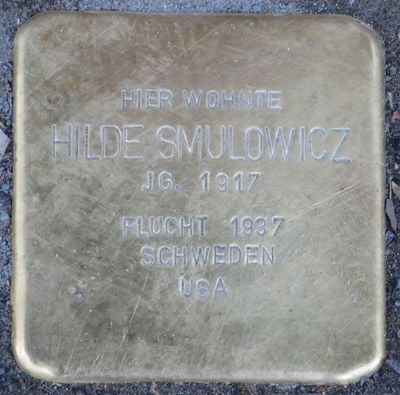 HIER WOHNTE
HILDE SMULOWICZ
JG. 1917
FLUCHT 1937
SCHWEDEN
USA